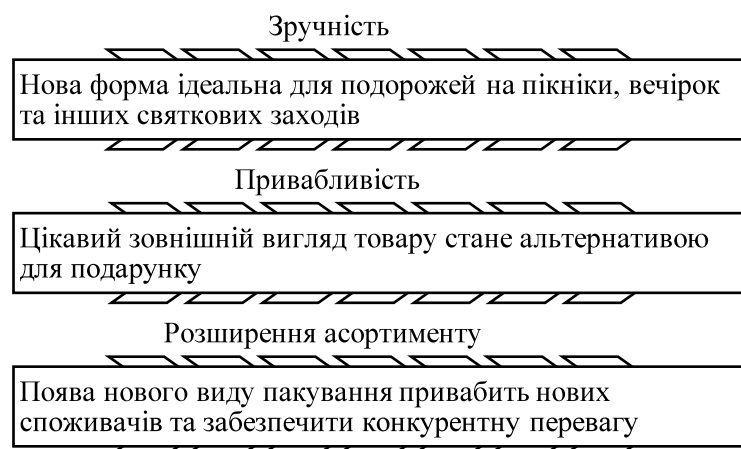 Зручність
Нова форма ідеальна для подорожей на пікніки, вечірок
та інших святкових заходів
Привабливість
Цікавий зовнішній вигляд товару стане альтернативою
для подарунку
Розширення асортименту
Поява нового виду пакування привабить нових
споживачів та забезпечити конкурентну перевагу